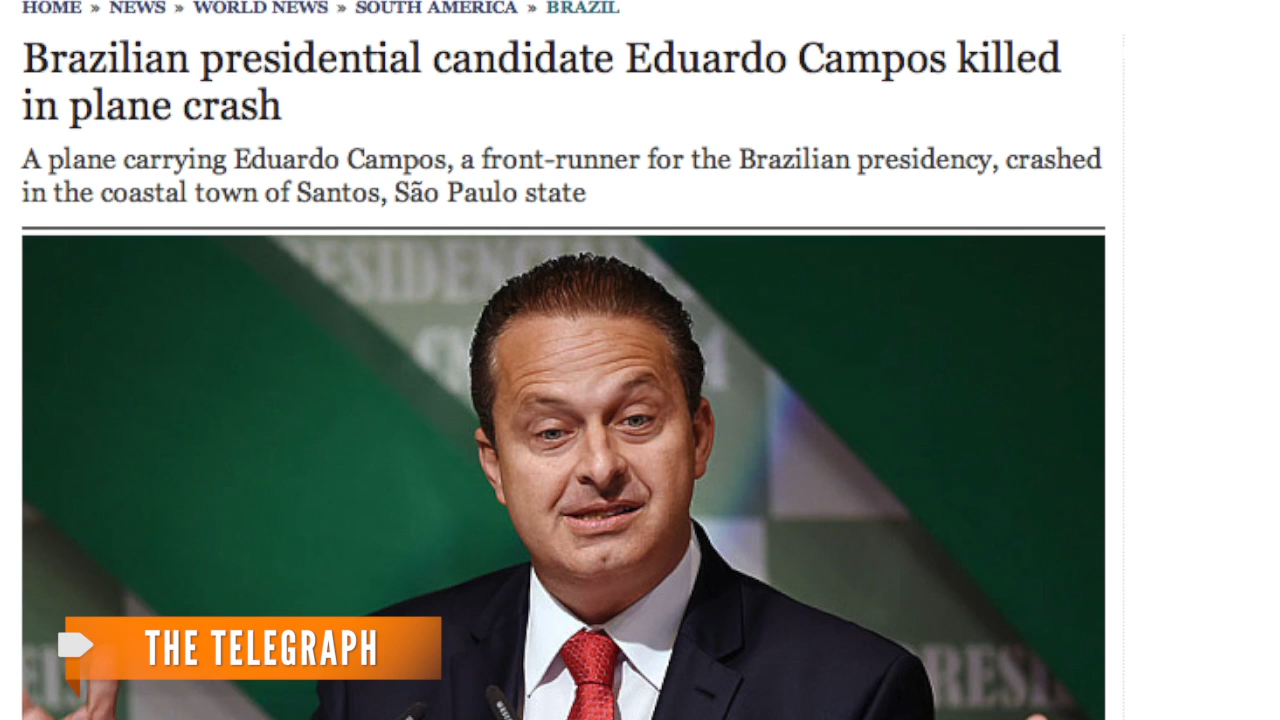 HOME » NEWS » WORLD NEWS » SOUTH AMERICA » BRAZIL
Brazilian presidential candidate Eduardo Campos killed
in plane crash
A plane carrying Eduardo Campos, a front-runner for the Brazilian presidency, crashed
in the coastal town of Santos, São Paulo state
THE TELEGRAPH